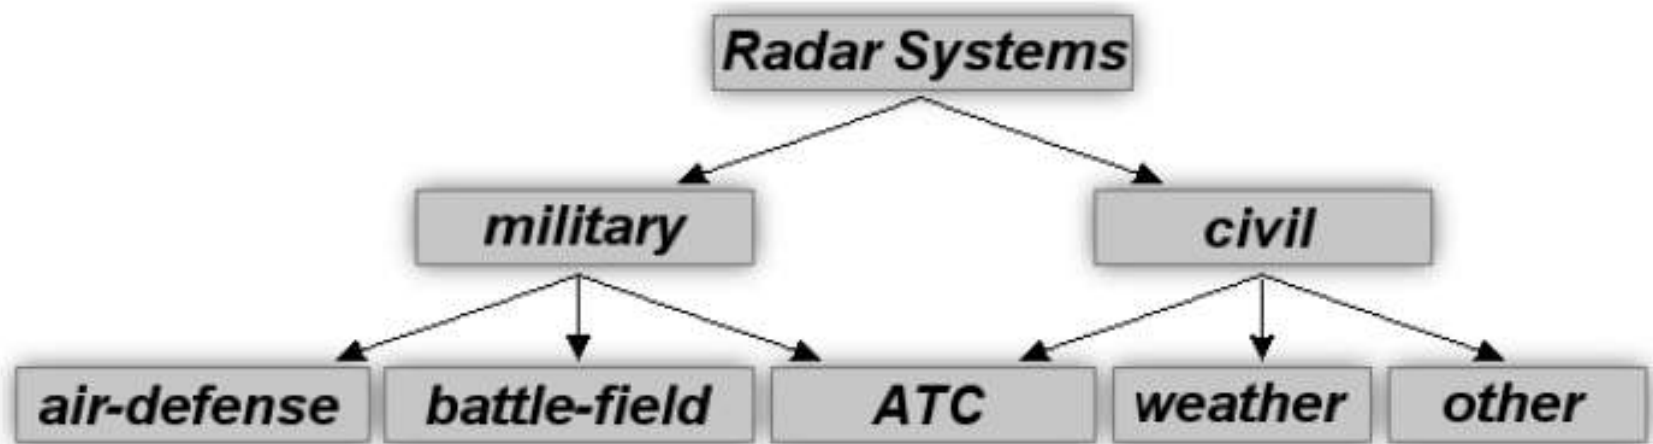 Radar Systems
military
civil
air-defense
battle-field
ATC
weather
other